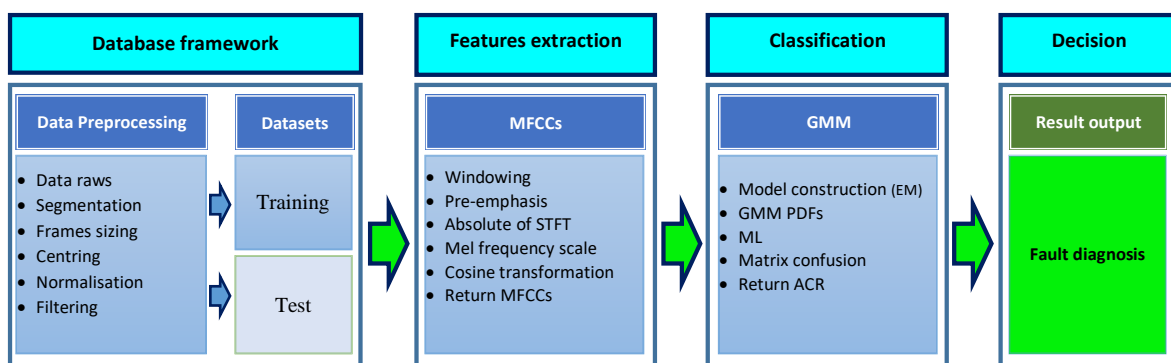 Database framework
Features extraction
Classification
Decision
Data Preprocessing
Datasets
MFCCs
GMM
Result output
• Data raws
• Segmentation
• Frames sizing
• Centring
• Normalisation
• Filtering
Training
Test
• Windowing
• Pre-emphasis
• Absolute of STFT
• Mel frequency scale
• Cosine transformation
• Return MFCCs
• Model construction (EM)
• GMM PDFs
• ML
• Matrix confusion
• Return ACR
Fault diagnosis